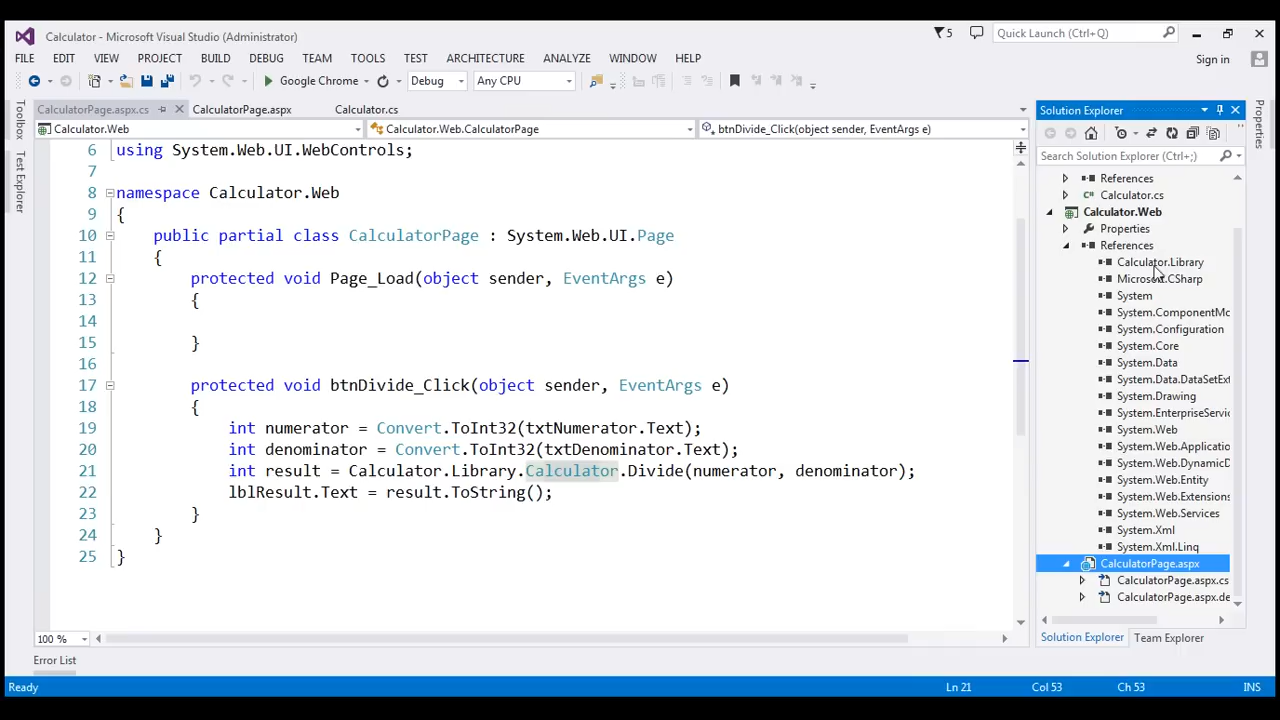 Calculator - Microsoft Visual Studio (Administrator)
5
Quick Launch (Ctrl+Q)
FILE EDIT VIEW PROJECT BUILD DEBUG TEAM TOOLS TEST ARCHITECTURE ANALYZE WINDOW HELP
Sign in
Google Chrome
Debug
Any CPU
Toolbox
Test Explorer
CalculatorPage.aspx.cs
CalculatorPage.aspx
Calculator.cs
Calculator.Web
Calculator.Web.CalculatorPage
btnDivide_Click(object sender, EventArgs e)
6 using System.Web.UI.WebControls;
7
8 namespace Calculator.Web
9 {
10 public partial class CalculatorPage : System.Web.UI.Page
11 {
12 protected void Page_Load(object sender, EventArgs e)
13 {
14
15 }
16
17 protected void btnDivide_Click(object sender, EventArgs e)
18 {
19 int numerator = Convert.ToInt32(txtNumerator.Text);
20 int denominator = Convert.ToInt32(txtDenominator.Text);
21 int result = Calculator.Library.Calculator.Divide(numerator, denominator);
22 lblResult.Text = result.ToString();
23 }
24 }
25 }
100 %
Solution Explorer
Search Solution Explorer (Ctrl+;)
References
Calculator.cs
Calculator.Web
Properties
References
Calculator.Library
Microsoft.CSharp
System
System.ComponentMo
System.Configuration
System.Core
System.Data
System.Data.DataSetExt
System.Drawing
System.EnterpriseServic
System.Web
System.Web.Applicatio
System.Web.DynamicD
System.Web.Entity
System.Web.Extensions
System.Web.Services
System.Xml
System.Xml.Linq
CalculatorPage.aspx
CalculatorPage.aspx.cs
CalculatorPage.aspx.de
Solution Explorer
Team Explorer
Properties
Error List
Ready
Ln 21
Col 53
Ch 53
INS